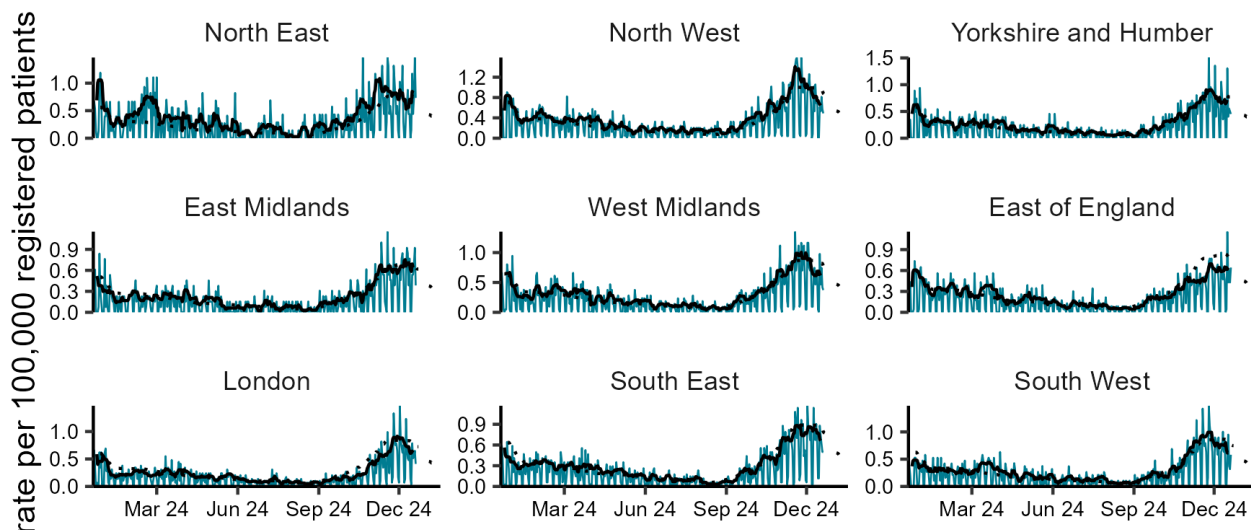 rate per 100,000 registered patients
North East
North West
Yorkshire and Humber
1.0
0.5
0.0
1.2
0.8
0.4
0.0
1.5
1.0
0.5
0.0
East Midlands
West Midlands
East of England
0.9
0.6
0.3
0.0
1.0
0.5
0.0
0.9
0.6
0.3
0.0
London
South East
South West
1.0
0.5
0.0
0.9
0.6
0.3
0.0
1.0
0.5
0.0
Mar 24 Jun 24 Sep 24 Dec 24
Mar 24 Jun 24 Sep 24 Dec 24
Mar 24 Jun 24 Sep 24 Dec 24